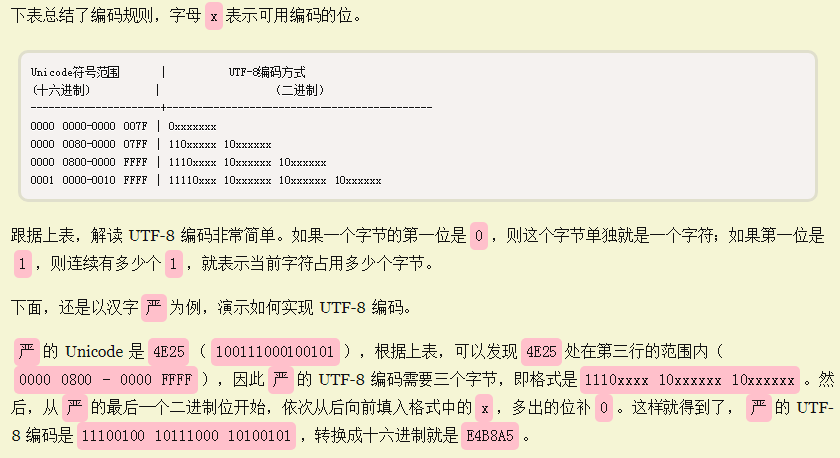 下表总结了编码规则，字母 x 表示可用编码的位。
Unicode符号范围 | UTF-8编码方式
(十六进制) | （二进制）
----------------------+---------------------------------------------
0000 0000-0000 007F | 0xxxxxxx
0000 0080-0000 07FF | 110xxxxx 10xxxxxx
0000 0800-0000 FFFF | 1110xxxx 10xxxxxx 10xxxxxx
0001 0000-0010 FFFF | 11110xxx 10xxxxxx 10xxxxxx 10xxxxxx
跟据上表，解读 UTF-8 编码非常简单。如果一个字节的第一位是 0 ，则这个字节单独就是一个字符；如果第一位是
1 ，则连续有多少个 1 ，就表示当前字符占用多少个字节。
下面，还是以汉字 严 为例，演示如何实现 UTF-8 编码。
严 的 Unicode 是 4E25 （ 100111000100101 ），根据上表，可以发现 4E25 处在第三行的范围内（
0000 0800 - 0000 FFFF ），因此 严 的 UTF-8 编码需要三个字节，即格式是 1110xxxx 10xxxxxx 10xxxxxx 。然
后，从 严 的最后一个二进制位开始，依次从后向前填入格式中的 x ，多出的位补 0 。这样就得到了， 严 的 UTF-
8 编码是 11100100 10111000 10100101 ，转换成十六进制就是 E4B8A5 。